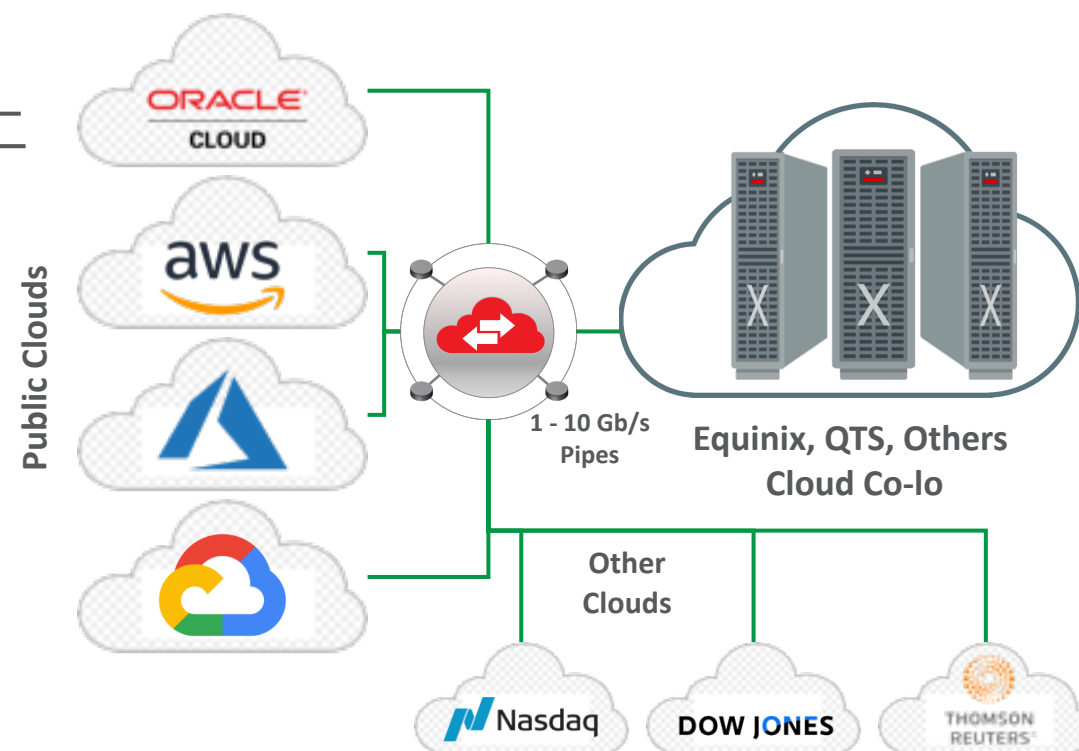 Public Clouds
ORACLE
CLOUD
aws
1 - 10 Gb/s
Pipes
Equinix, QTS, Others
Cloud Co-lo
X
X
X
Other
Clouds
Nasdaq
DOW JONES
THOMSON
REUTERS